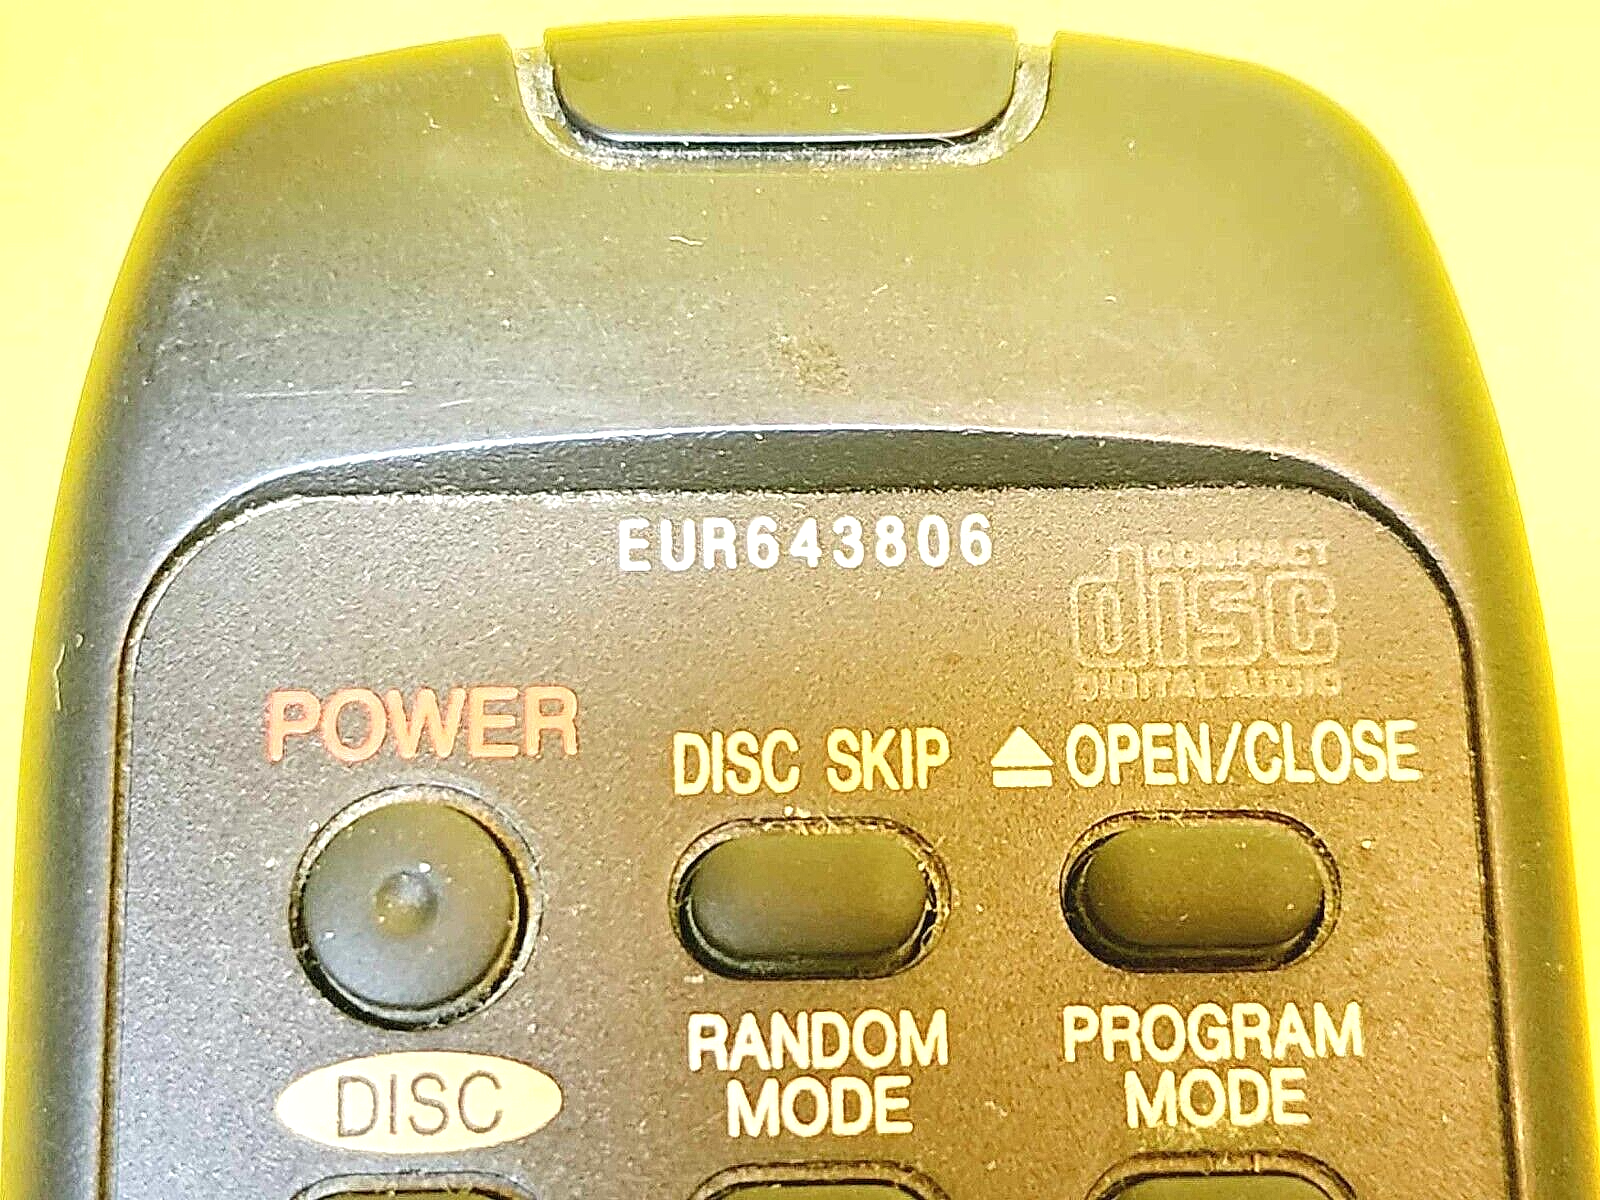 EUR643806
COMPACT
disc
DIGITAL AUDIO
POWER
DISC SKIP
OPEN/CLOSE
RANDOM
MODE
PROGRAM
MODE
DISC